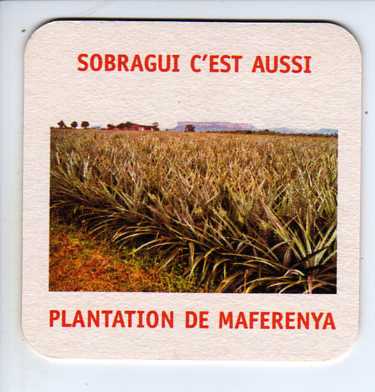 SOBRAGUI C'EST AUSSI
PLANTATION DE MAFERENYA